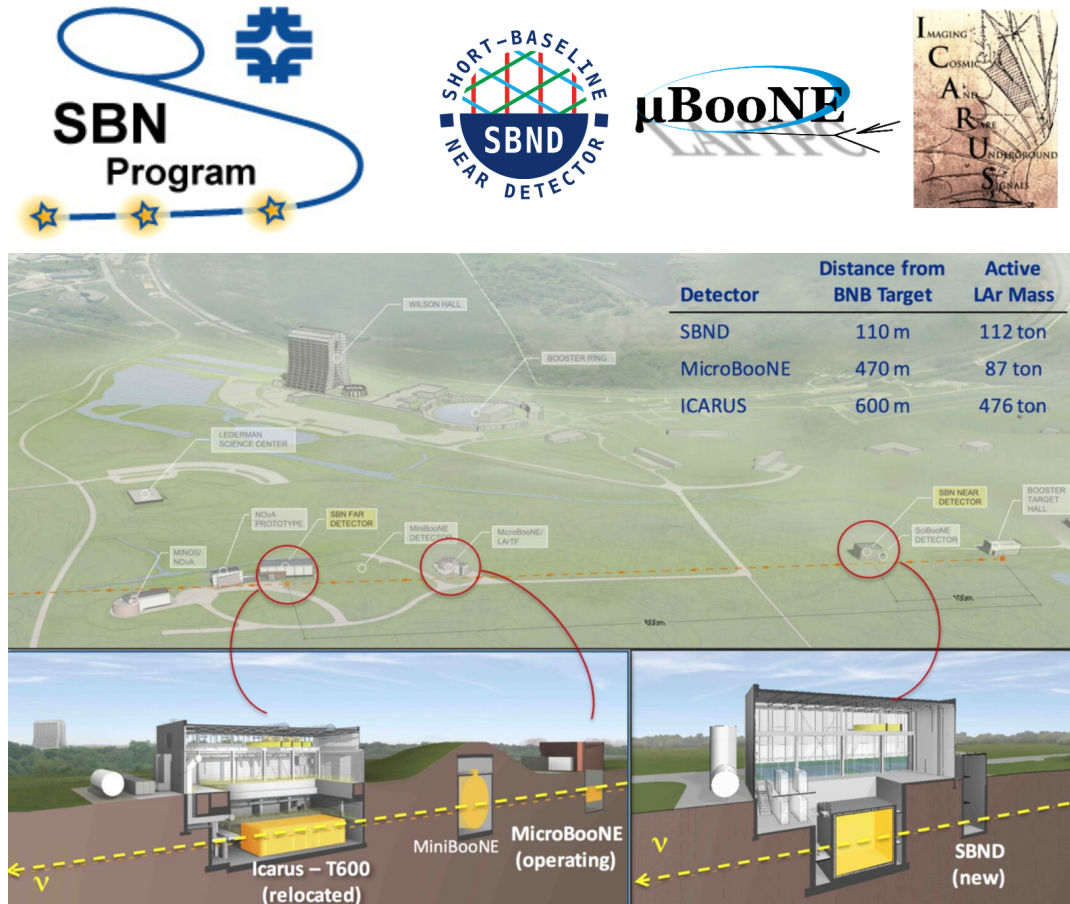 SBN
Program
SHORT-BASELINE
SBND
NEAR DETECTOR
µBooNE
LArTPC
IMAGING
COSMIC
AND
RARE
UNDERGROUND
SIGNALS
Detector Distance from BNB Target Active LAr Mass
SBND 110 m 112 ton
MicroBooNE 470 m 87 ton
ICARUS 600 m 476 ton
WILSON HALL
BOOSTER RING
LEDERMAN
SCIENCE CENTER
NOvA
PROTOTYPE
SBN FAR
DETECTOR
MiniBooNE
DETECTOR
MicroBooNE/
LArTF
SBN NEAR
DETECTOR
SciBooNE
DETECTOR
BOOSTER
TARGET
HALL
MINOS/
NOvA
100m
600m
ν
Icarus – T600
(relocated)
MiniBooNE
MicroBooNE
(operating)
ν
SBND
(new)